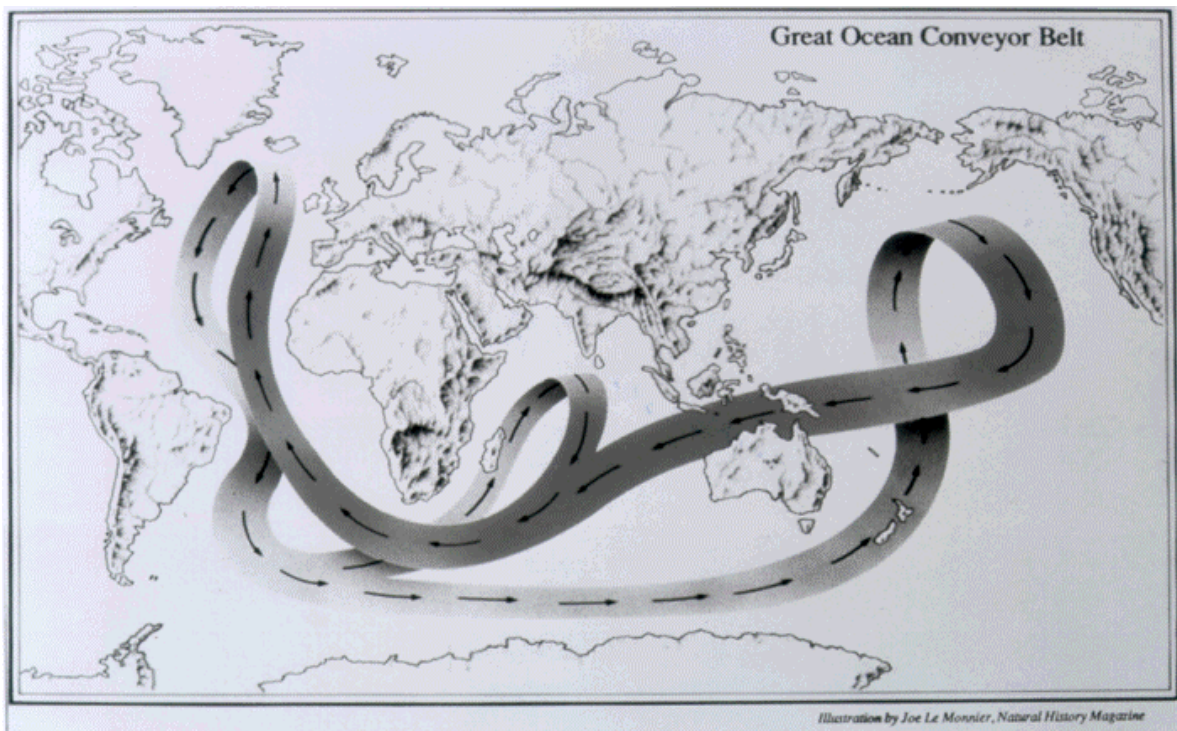 Great Ocean Conveyor Belt
Illustration by Joe Le Monnier, Natural History Magazine